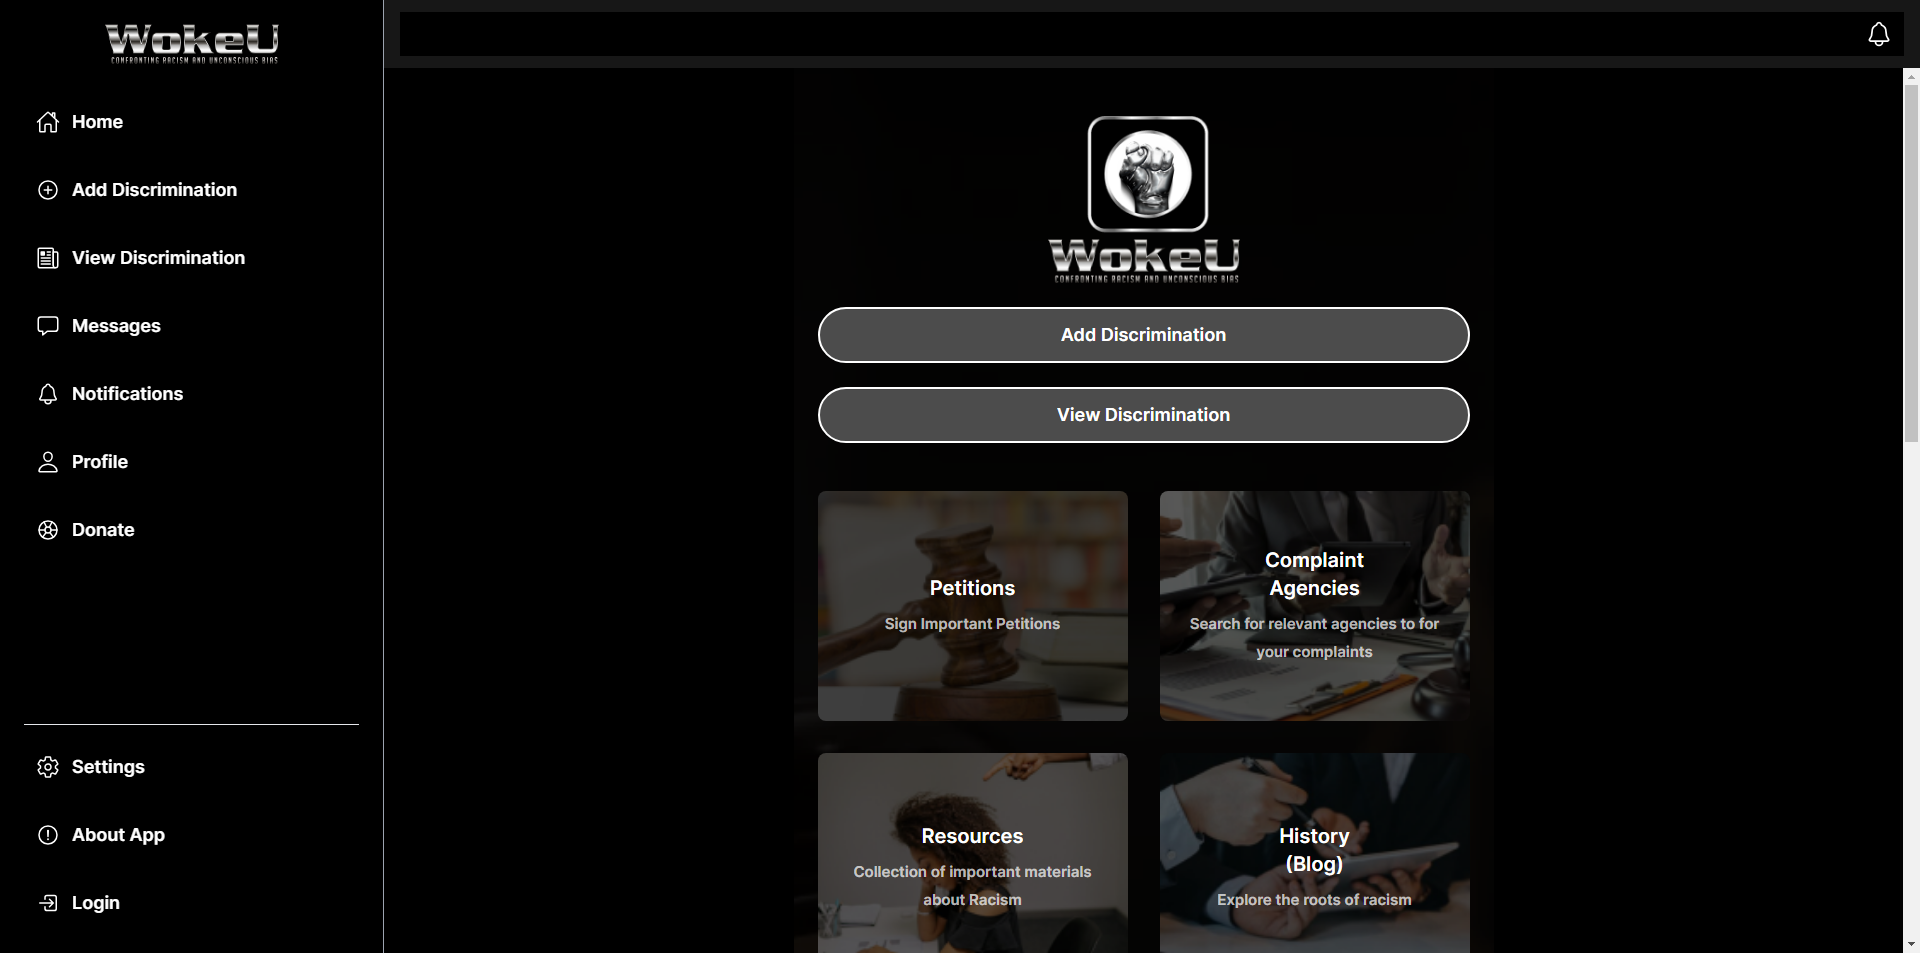 WokeU
CONFRONTING RACISM AND UNCONSCIOUS BIAS
Home
Add Discrimination
View Discrimination
Messages
Notifications
Profile
Donate
Settings
About App
Login
WokeU
CONFRONTING RACISM AND UNCONSCIOUS BIAS
Add Discrimination
View Discrimination
Petitions
Sign Important Petitions
Complaint
Agencies
Search for relevant agencies to for
your complaints
Resources
Collection of important materials
about Racism
History
(Blog)
Explore the roots of racism